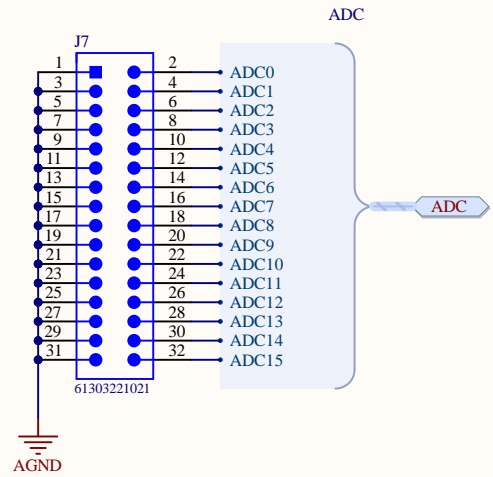 ADC
J7
1 2 ADC0
3 4 ADC1
5 6 ADC2
7 8 ADC3
9 10 ADC4
11 12 ADC5
13 14 ADC6
15 16 ADC7
17 18 ADC8
19 20 ADC9
21 22 ADC10
23 24 ADC11
25 26 ADC12
27 28 ADC13
29 30 ADC14
31 32 ADC15
ADC
61303221021
AGND